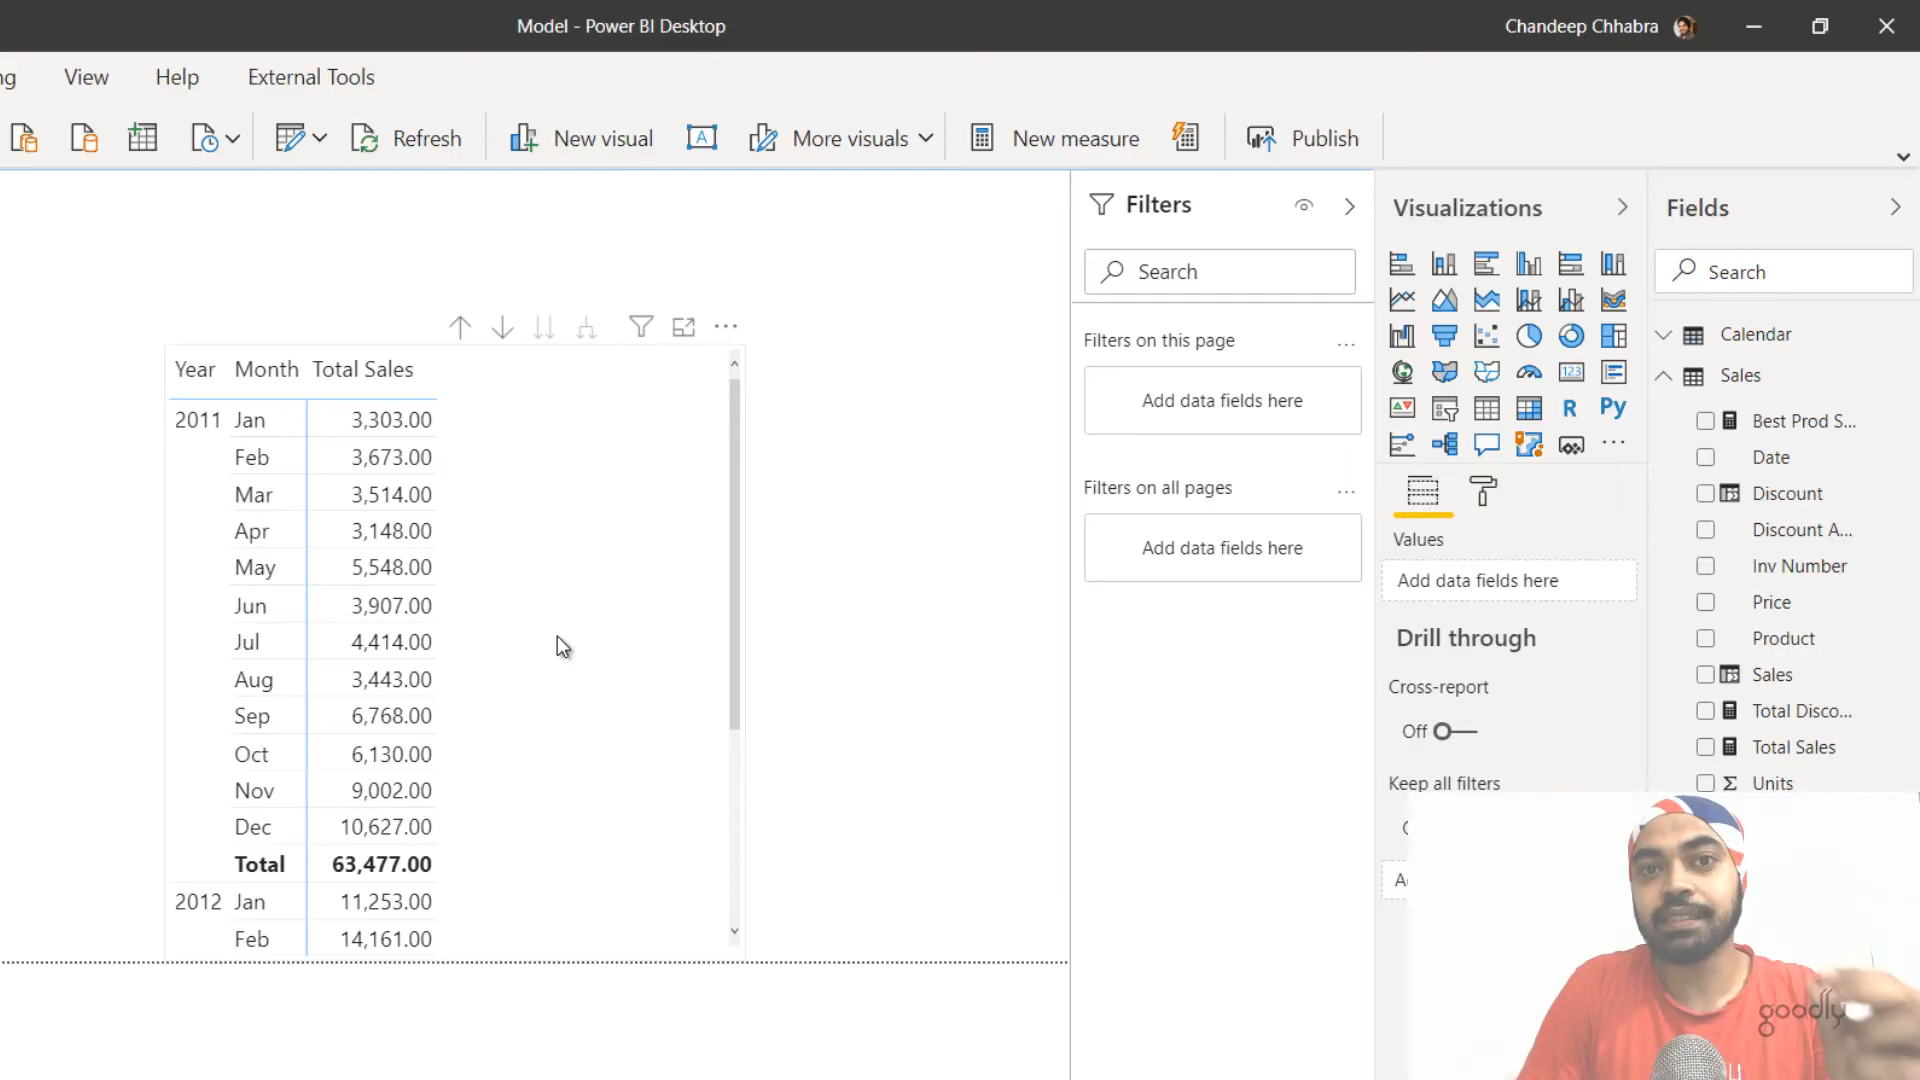 Model - Power BI Desktop
Chandeep Chhabra
ng
View
Help
External Tools
Refresh
New visual
More visuals
New measure
Publish
Year Month Total Sales
2011 Jan 3,303.00
Feb 3,673.00
Mar 3,514.00
Apr 3,148.00
May 5,548.00
Jun 3,907.00
Jul 4,414.00
Aug 3,443.00
Sep 6,768.00
Oct 6,130.00
Nov 9,002.00
Dec 10,627.00
Total 63,477.00
2012 Jan 11,253.00
Feb 14,161.00
Filters
Search
Filters on this page
...
Add data fields here
Filters on all pages
...
Add data fields here
Visualizations
123
R
Py
...
Values
Add data fields here
Drill through
Cross-report
Off
Keep all filters
Fields
Search
Calendar
Sales
Best Prod S...
Date
Discount
Discount A...
Inv Number
Price
Product
Sales
Total Disco...
Total Sales
Σ Units
goodly